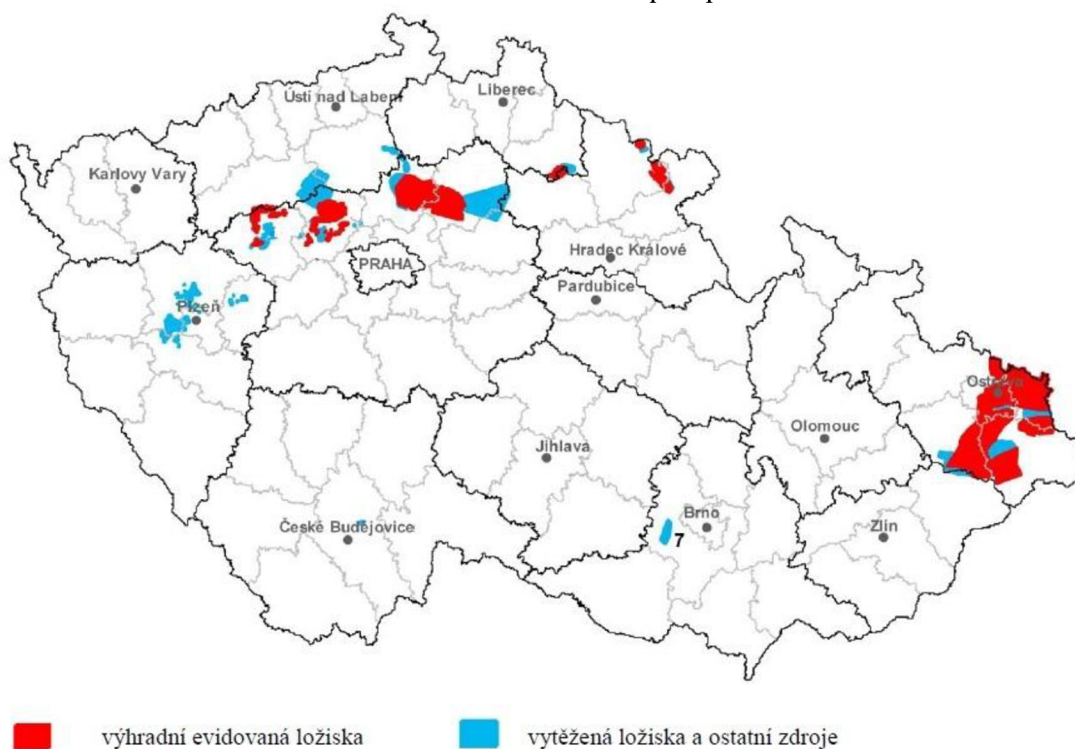 Ústí nad Labem
Liberec
Karlovy Vary
PRAHA
Hradec Králové
Pardubice
Plzeň
Ostrava
Olomouc
Jihlava
Brno
7
Zlín
České Budějovice
výhradní evidovaná ložiska
vytěžená ložiska a ostatní zdroje